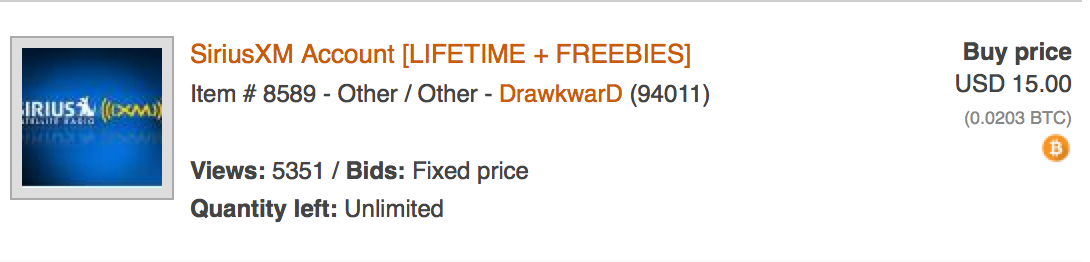 SiriusXM Account [LIFETIME + FREEBIES]
Item # 8589 - Other / Other - DrawkwarD (94011)
Views: 5351 / Bids: Fixed price
Quantity left: Unlimited
Buy price
USD 15.00
(0.0203 BTC)
SIRIUS ((XM))
SATELLITE RADIO